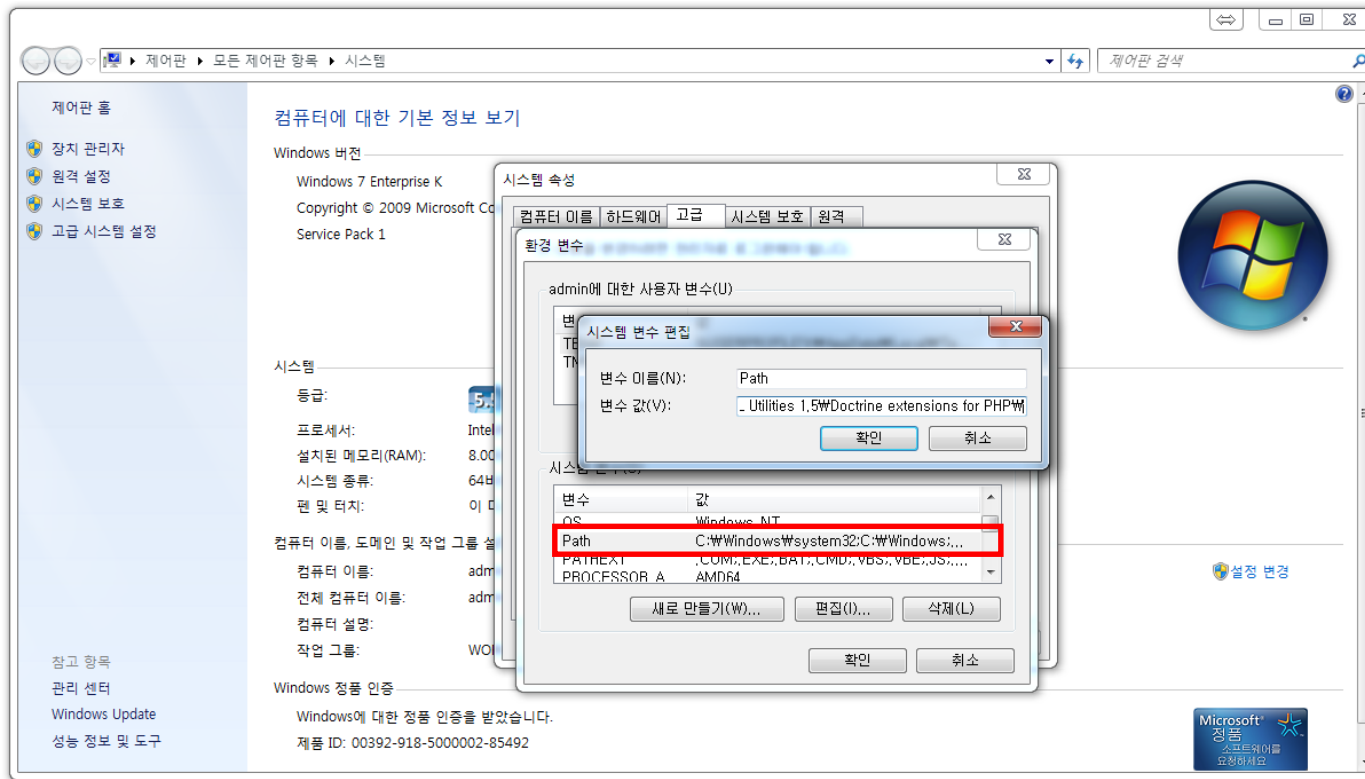 제어판 ▸ 모든 제어판 항목 ▸ 시스템
제어판 검색
제어판 홈
장치 관리자
원격 설정
시스템 보호
고급 시스템 설정
참고 항목
관리 센터
Windows Update
성능 정보 및 도구
컴퓨터에 대한 기본 정보 보기
Windows 버전
Windows 7 Enterprise K
Copyright © 2009 Microsoft
Service Pack 1
시스템
등급:
프로세서: Intel
설치된 메모리(RAM): 8.00
시스템 종류:
펜 및 터치:
컴퓨터 이름, 도메인 및 작업 그룹
컴퓨터 이름:
전체 컴퓨터 이름:
컴퓨터 설명:
작업 그룹:
설정 변경
Windows 정품 인증
Windows에 대한 정품 인증을 받았습니다.
제품 ID: 00392-918-5000002-85492
Microsoft®
정품
소프트웨어를
요청하세요
시스템 속성
컴퓨터 이름 하드웨어 고급 시스템 보호 원격
환경 변수
admin에 대한 사용자 변수(U)
시스템 변수 편집
변수 이름(N): Path
변수 값(V): Utilities 1.5₩Doctrine extensions for PHP₩
확인 취소
변수 값
OS Windows_NT
Path C:₩Windows₩system32;C:₩Windows;...
PATHEXT .COM;.EXE;.BAT;.CMD;.VBS;.VBE;.JS;....
PROCESSOR_A... AMD64
새로 만들기(W)... 편집(I)... 삭제(L)
확인 취소